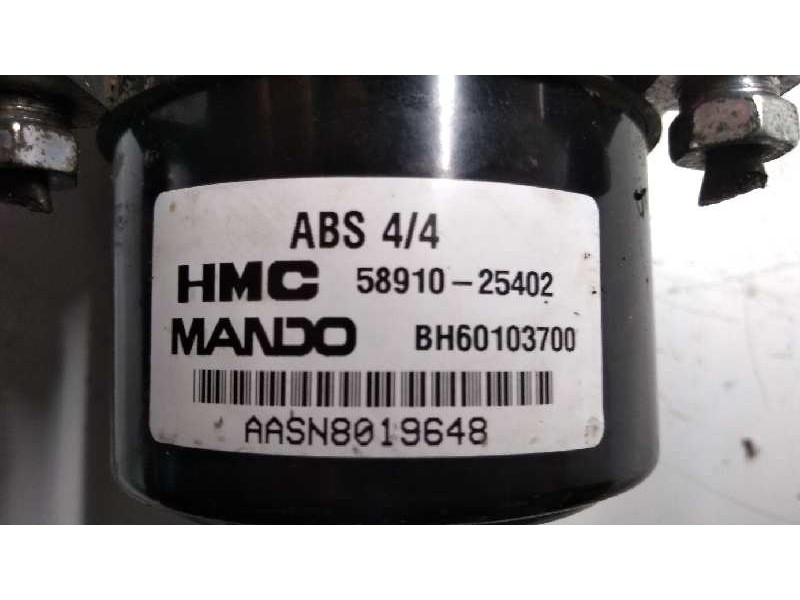 ABS 4/4
HMC 58910-25402
MANDO BH60103700
AASN8019648